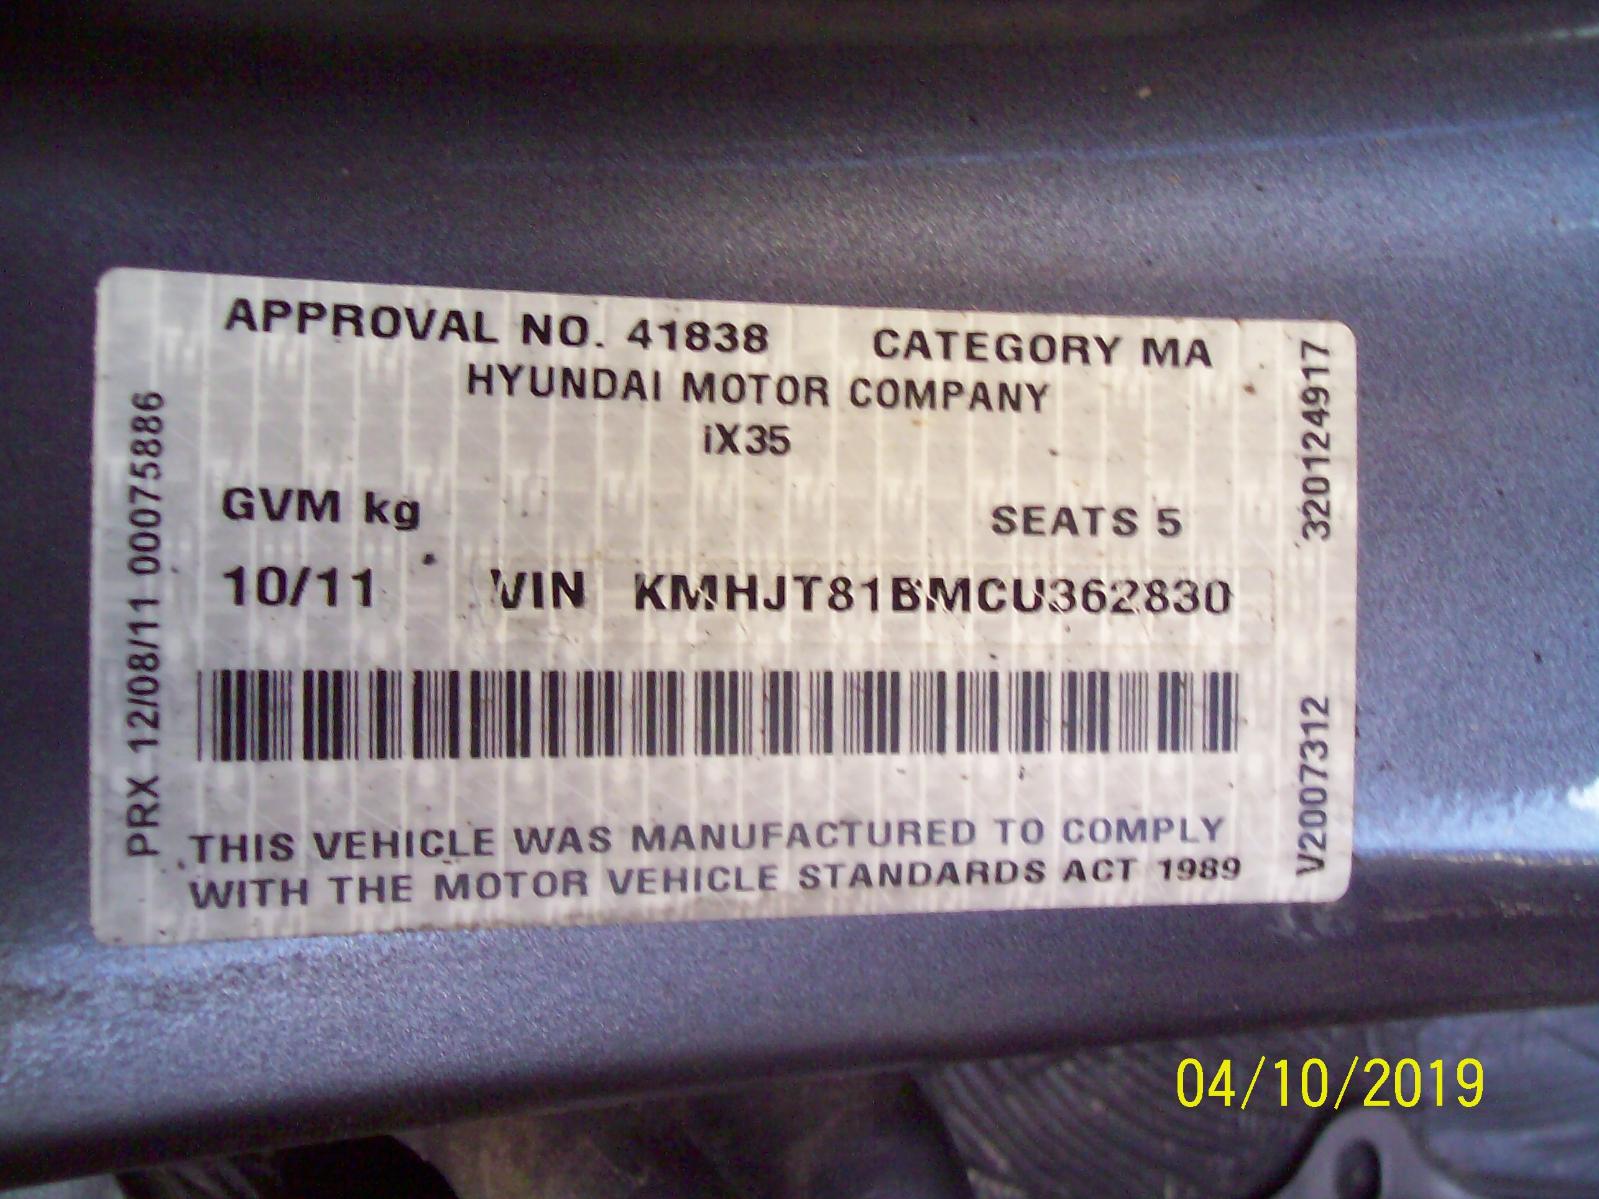 APPROVAL NO. 41838 CATEGORY MA
HYUNDAI MOTOR COMPANY
iX35
GVM kg SEATS 5
10/11 VIN KMHJT81BMCU362830
THIS VEHICLE WAS MANUFACTURED TO COMPLY
WITH THE MOTOR VEHICLE STANDARDS ACT 1989
PRX 12/08/11 00075886
V2007312 320124917
04/10/2019